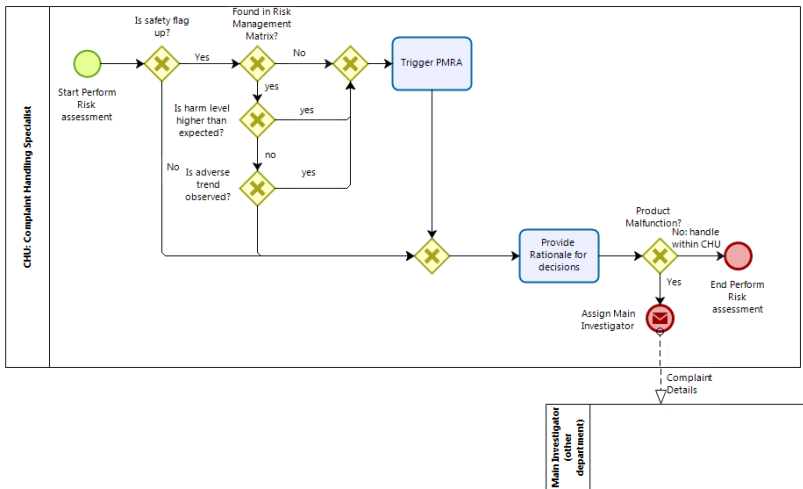 CHU: Complaint Handling Specialist
Start Perform
Risk
assessment
Is safety flag
up?
Yes
No
Found in Risk
Management
Matrix?
No
yes
Is harm level
higher than
expected?
yes
no
Is adverse
trend
observed?
yes
Trigger PMRA
Provide
Rationale for
decisions
Product
Malfunction?
No: handle
within CHU
Yes
End Perform
Risk
assessment
Assign Main
Investigator
Complaint
Details
Main Investigator
(other
department)